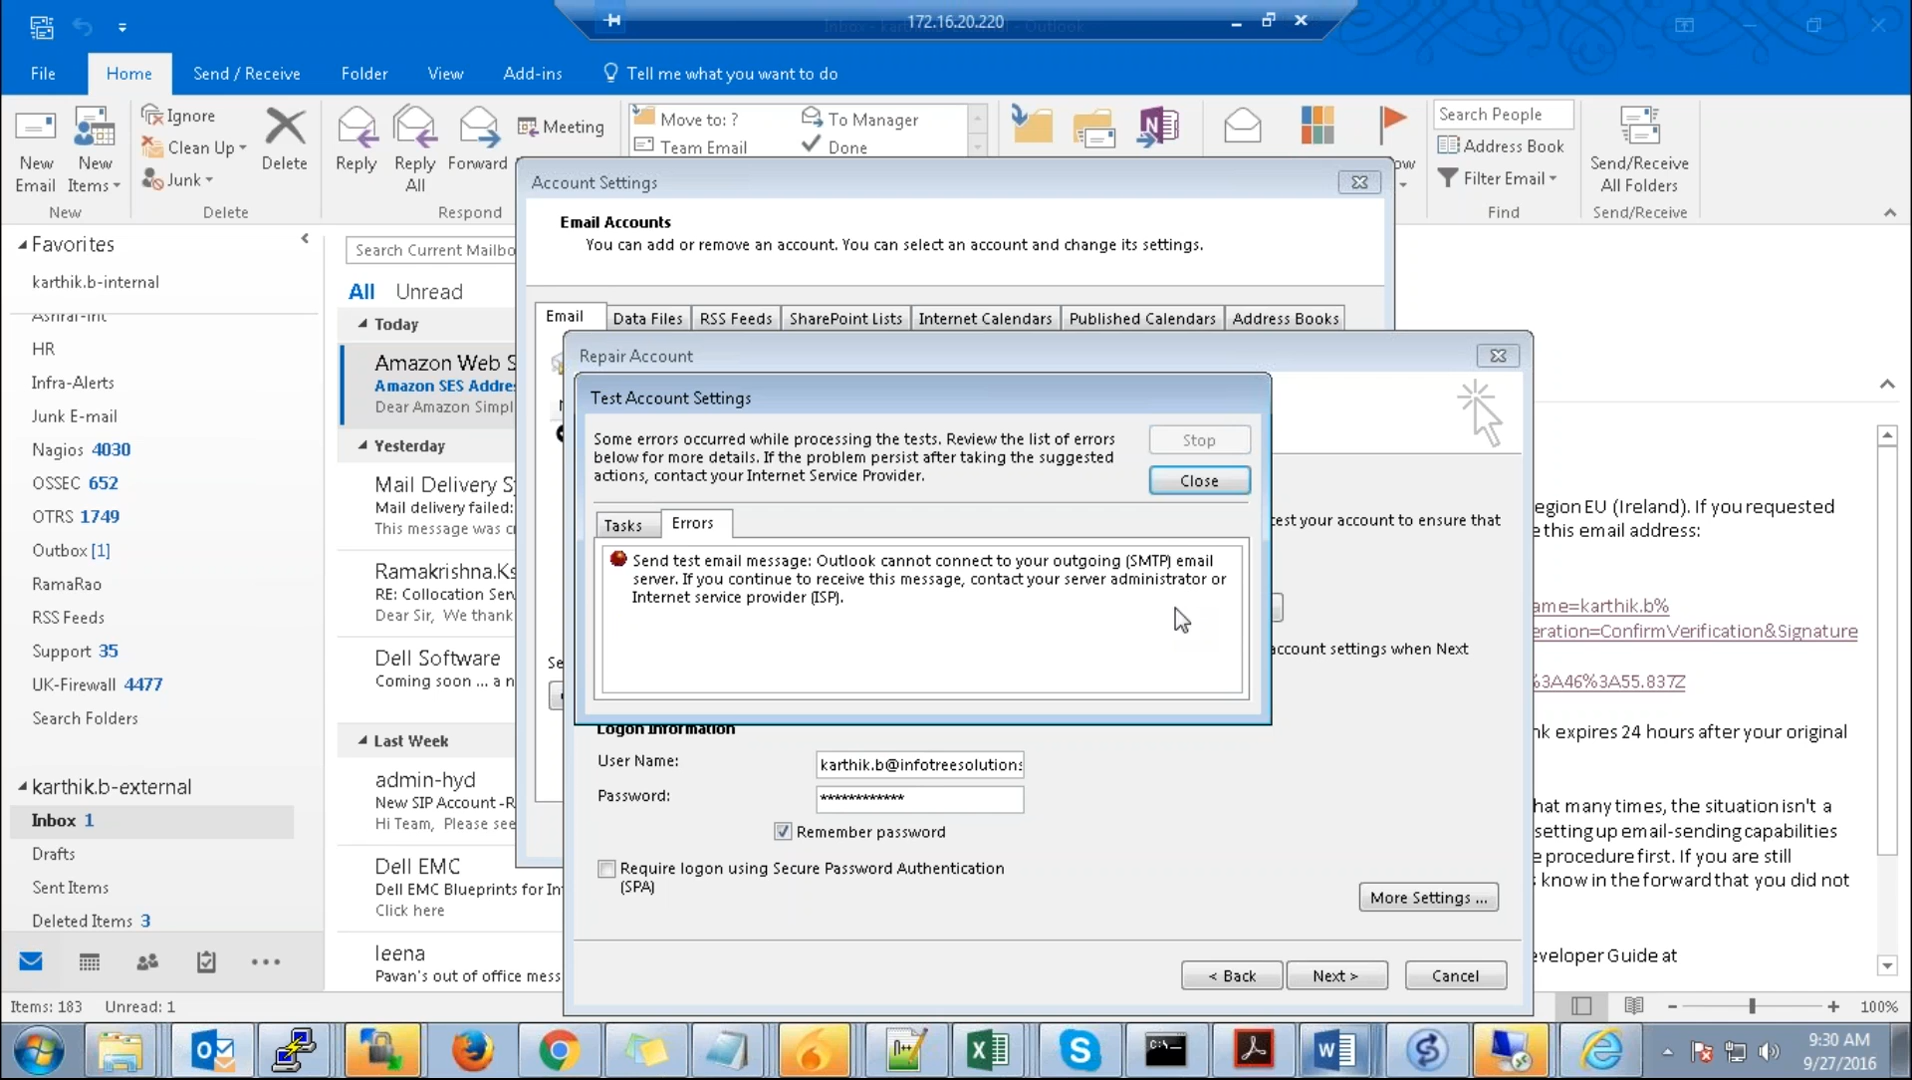 172.16.20.220
File
Home
Send / Receive
Folder
View
Add-ins
Tell me what you want to do
New
Email
New
Items
New
Ignore
Clean Up
Junk
Delete
Delete
Reply
Reply
All
Forward
Meeting
Respond
Move to: ?
Team Email
To Manager
Done
Search People
Address Book
Filter Email
Find
Send/Receive
All Folders
Send/Receive
Favorites
karthik.b-internal
HR
Infra-Alerts
Junk E-mail
Nagios 4030
OSSEC 652
OTRS 1749
Outbox [1]
RamaRao
RSS Feeds
Support 35
UK-Firewall 4477
Search Folders
karthik.b-external
Inbox 1
Drafts
Sent Items
Deleted Items 3
Items: 183
Unread: 1
Search Current Mailbo
All
Unread
Today
Amazon Web S
Amazon SES Addre
Dear Amazon Simpl
Yesterday
Mail Delivery Sy
Mail delivery failed:
This message was c
Ramakrishna.Ks
RE: Collocation Serv
Dear Sir, We thank
Dell Software
Coming soon ... a n
Last Week
admin-hyd
New SIP Account -R
Hi Team, Please see
Dell EMC
Dell EMC Blueprints for In
Click here
leena
Pavan's out of office mess
Account Settings
Email Accounts
You can add or remove an account. You can select an account and change its settings.
Email
Data Files
RSS Feeds
SharePoint Lists
Internet Calendars
Published Calendars
Address Books
Repair Account
Test Account Settings
Some errors occurred while processing the tests. Review the list of errors
below for more details. If the problem persist after taking the suggested
actions, contact your Internet Service Provider.
Stop
Close
Tasks
Errors
Send test email message: Outlook cannot connect to your outgoing (SMTP) email
server. If you continue to receive this message, contact your server administrator or
Internet service provider (ISP).
test your account to ensure that
account settings when Next
Logon Information
User Name:
karthik.b@infotreesolutions
Password:
************
Remember password
Require logon using Secure Password Authentication
(SPA)
More Settings ...
< Back
Next >
Cancel
egion EU (Ireland). If you requested
e this email address:
ame=karthik.b%
eration=ConfirmVerification&Signature
%3A46%3A55.837Z
nk expires 24 hours after your original
hat many times, the situation isn't a
setting up email-sending capabilities
e procedure first. If you are still
s know in the forward that you did not
eveloper Guide at
100%
9:30 AM
9/27/2016